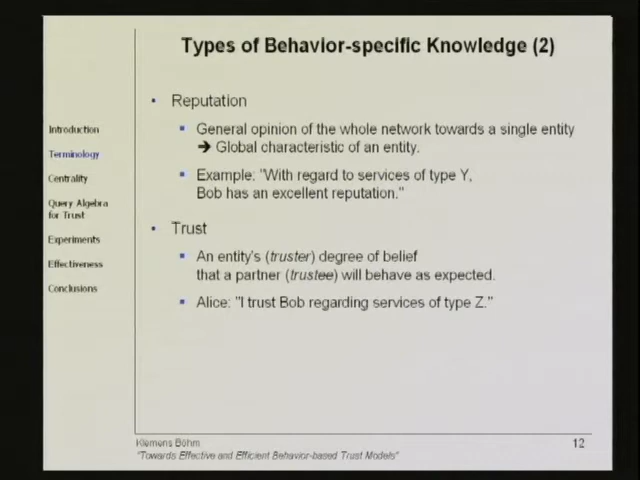 Types of Behavior-specific Knowledge (2)
Introduction
Terminology
Centrality
Query Algebra
for Trust
Experiments
Effectiveness
Conclusions
• Reputation
▪ General opinion of the whole network towards a single entity
➔ Global characteristic of an entity.
▪ Example: "With regard to services of type Y,
Bob has an excellent reputation."
• Trust
▪ An entity's (truster) degree of belief
that a partner (trustee) will behave as expected.
▪ Alice: "I trust Bob regarding services of type Z."
Klemens Böhm
"Towards Effective and Efficient Behavior-based Trust Models"
12